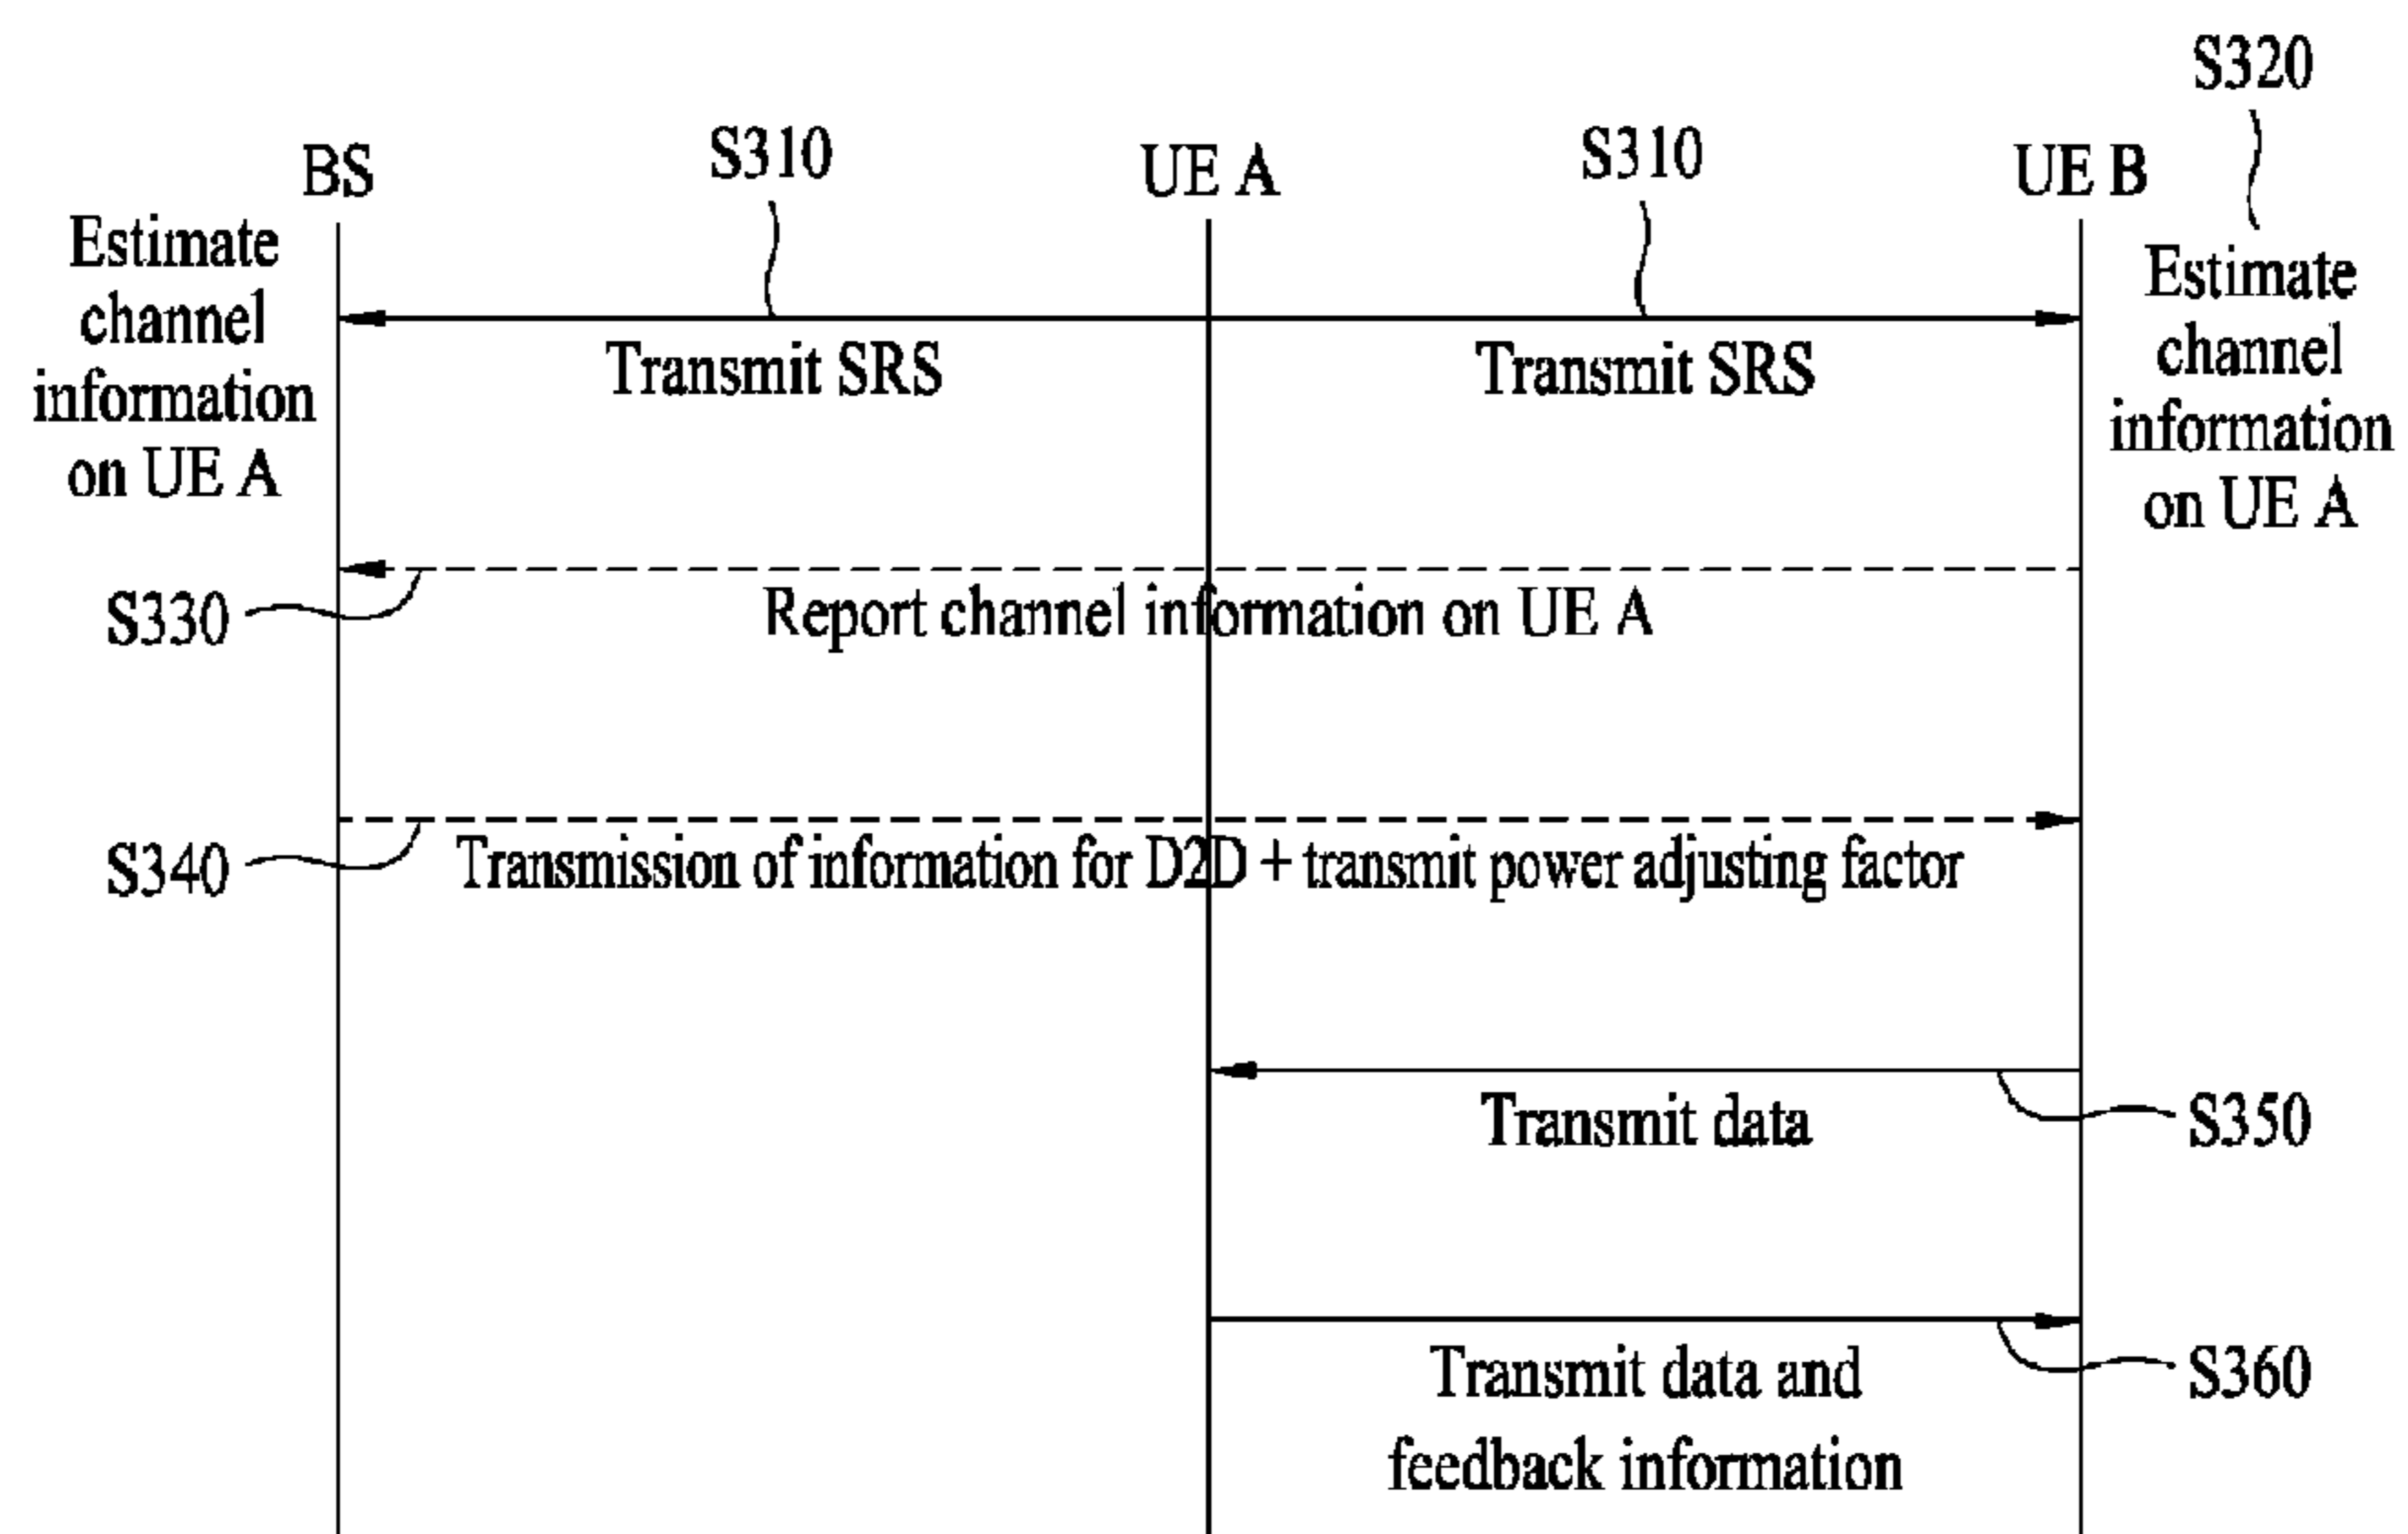 S320
BS
S310
UE A
S310
UE B
Estimate
channel
information
on UE A
Estimate
channel
information
on UE A
Transmit SRS
Transmit SRS
S330
Report channel information on UE A
S340
Transmission of information for D2D + transmit power adjusting factor
Transmit data
S350
Transmit data and
feedback information
S360